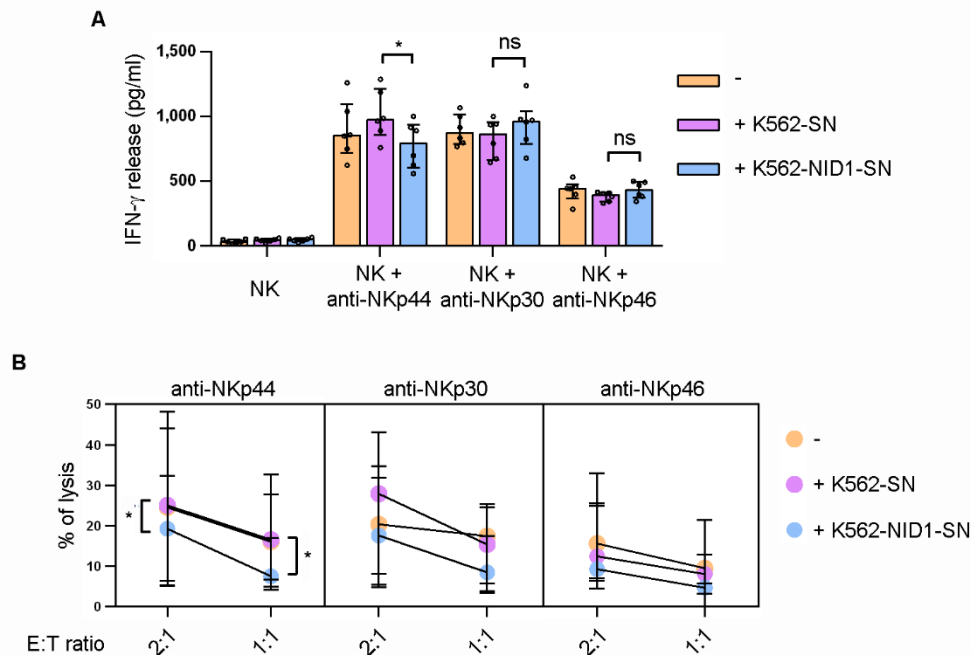 A
IFN-γ release (pg/ml)
1,500
1,000
500
0
*
ns
ns
NK
NK +
anti-NKp44
NK +
anti-NKp30
NK +
anti-NKp46
-
+ K562-SN
+ K562-NID1-SN
B
anti-NKp44
anti-NKp30
anti-NKp46
% of lysis
50
40
30
20
10
0
*
*
E:T ratio
2:1
1:1
2:1
1:1
2:1
1:1
-
+ K562-SN
+ K562-NID1-SN